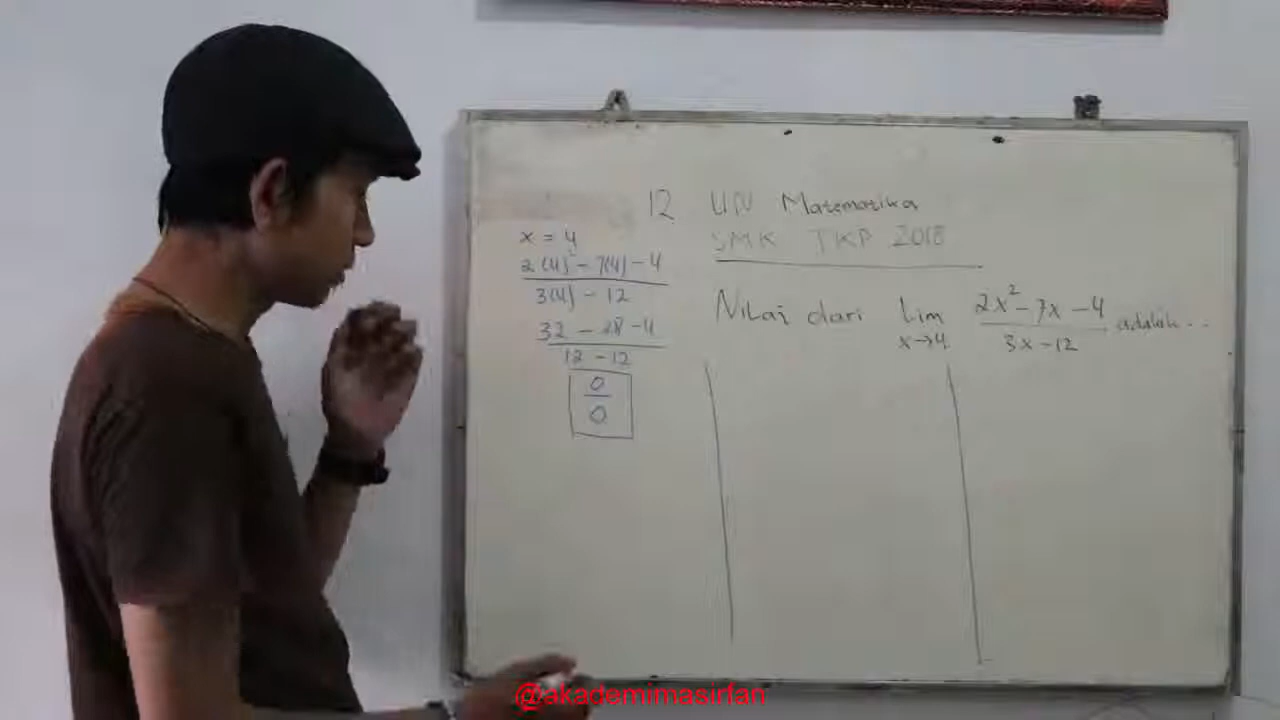 12 UN Matematika
SMK TKP 2018
x = 4
2(4)² - 7(4) - 4
3(4) - 12
32 - 28 - 4
12 - 12
0
0
Nilai dari Lim x→4 2x² - 7x - 4 / 3x - 12 adalah...
@akademimasirfan